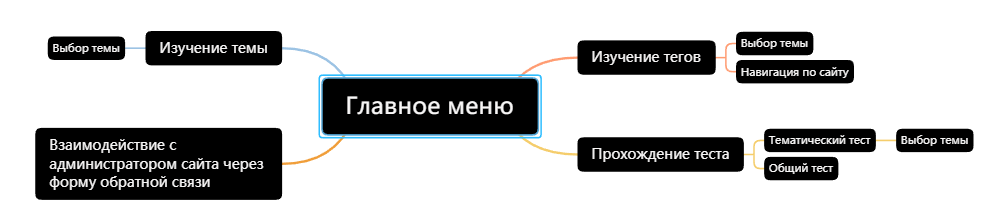 Главное меню
Изучение темы
Выбор темы
Взаимодействие с
администратором сайта через
форму обратной связи
Изучение тегов
Выбор темы
Навигация по сайту
Прохождение теста
Тематический тест
Выбор темы
Общий тест